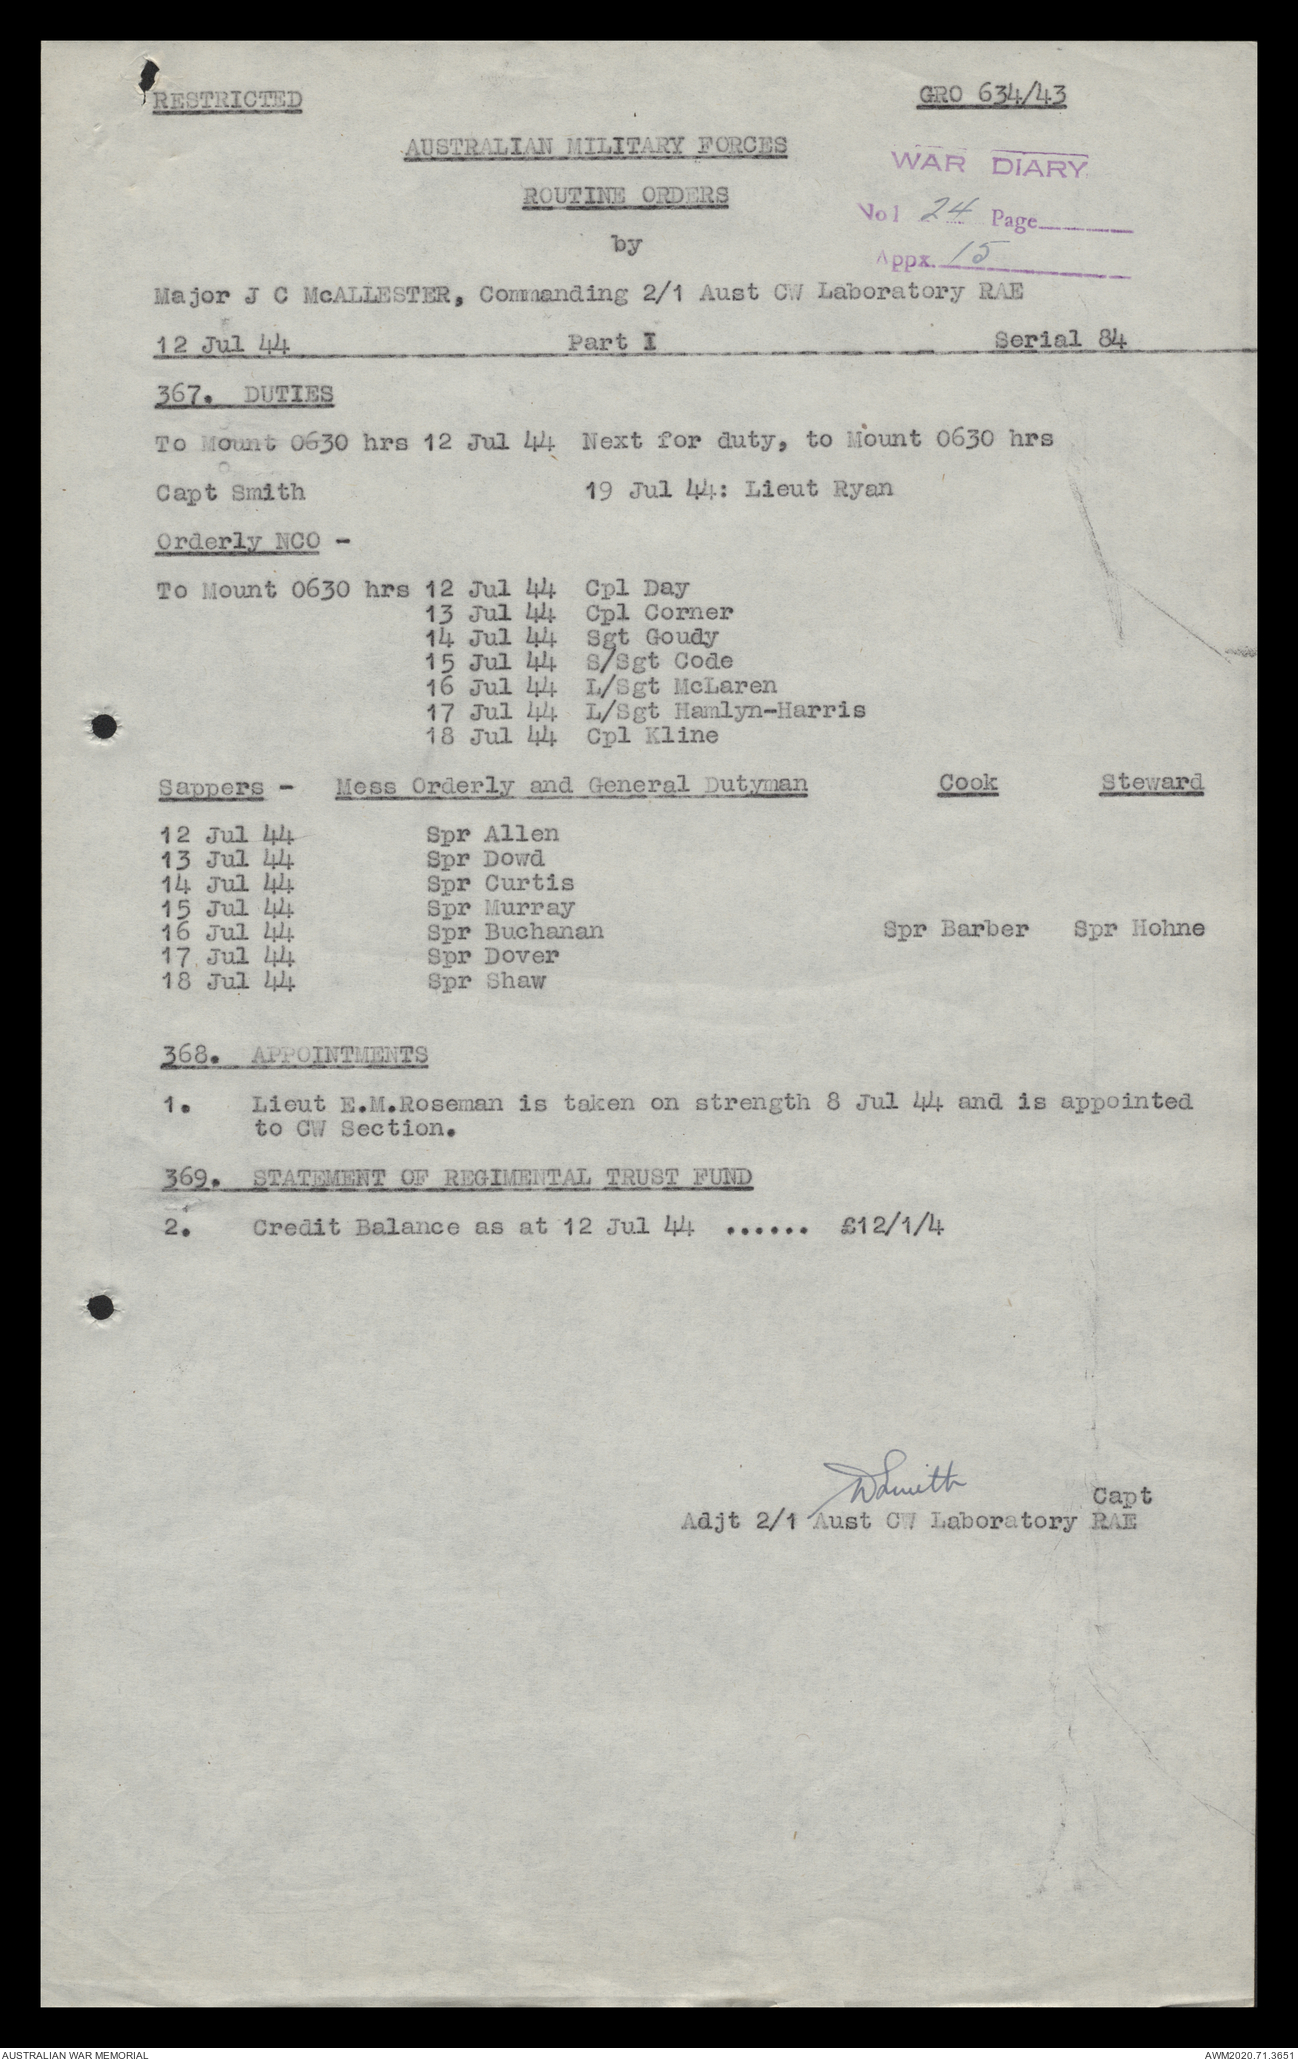 RESTRICTED GRO 634/43
AUSTRALIAN MILITARY FORCES
WAR DIARY
ROUTINE ORDERS
Vol 24 Page
by
Appx. 15
Major J C McALLESTER, Commanding 2/1 Aust CW Laboratory RAE
12 Jul 44 Part I Serial 84
367. DUTIES
To Mount 0630 hrs 12 Jul 44 Next for duty, to Mount 0630 hrs
Capt Smith 19 Jul 44: Lieut Ryan
Orderly NCO -
To Mount 0630 hrs 12 Jul 44 Cpl Day
13 Jul 44 Cpl Corner
14 Jul 44 Sgt Goudy
15 Jul 44 S/Sgt Code
16 Jul 44 L/Sgt McLaren
17 Jul 44 L/Sgt Hamlyn-Harris
18 Jul 44 Cpl Kline
Sappers - Mess Orderly and General Dutyman Cook Steward
12 Jul 44 Spr Allen
13 Jul 44 Spr Dowd
14 Jul 44 Spr Curtis
15 Jul 44 Spr Murray
16 Jul 44 Spr Buchanan Spr Barber Spr Hohne
17 Jul 44 Spr Dover
18 Jul 44 Spr Shaw
368. APPOINTMENTS
1. Lieut E.M.Roseman is taken on strength 8 Jul 44 and is appointed
to CW Section.
369. STATEMENT OF REGIMENTAL TRUST FUND
2. Credit Balance as at 12 Jul 44 ...... £12/1/4
DSmith Capt
Adjt 2/1 Aust CW Laboratory RAE
AUSTRALIAN WAR MEMORIAL AWM2020.71.3651